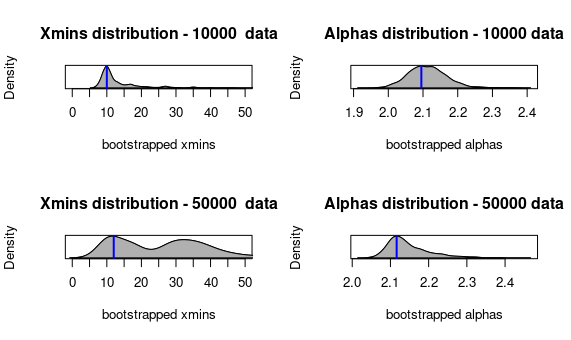 Xmins distribution - 10000  data
Density
0 10 20 30 40 50
bootstrapped xmins
Alphas distribution - 10000 data
Density
1.9 2.0 2.1 2.2 2.3 2.4
bootstrapped alphas
Xmins distribution - 50000  data
Density
0 10 20 30 40 50
bootstrapped xmins
Alphas distribution - 50000 data
Density
2.0 2.1 2.2 2.3 2.4
bootstrapped alphas